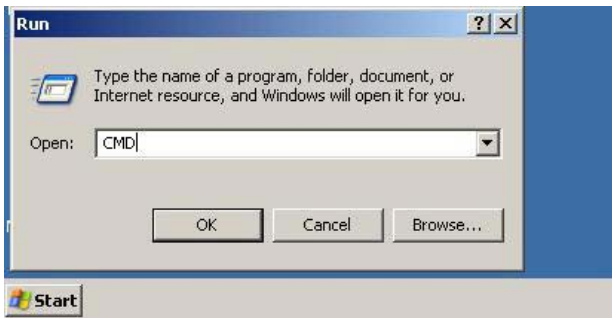 Run
Type the name of a program, folder, document, or
Internet resource, and Windows will open it for you.
Open: CMD
OK Cancel Browse...
Start